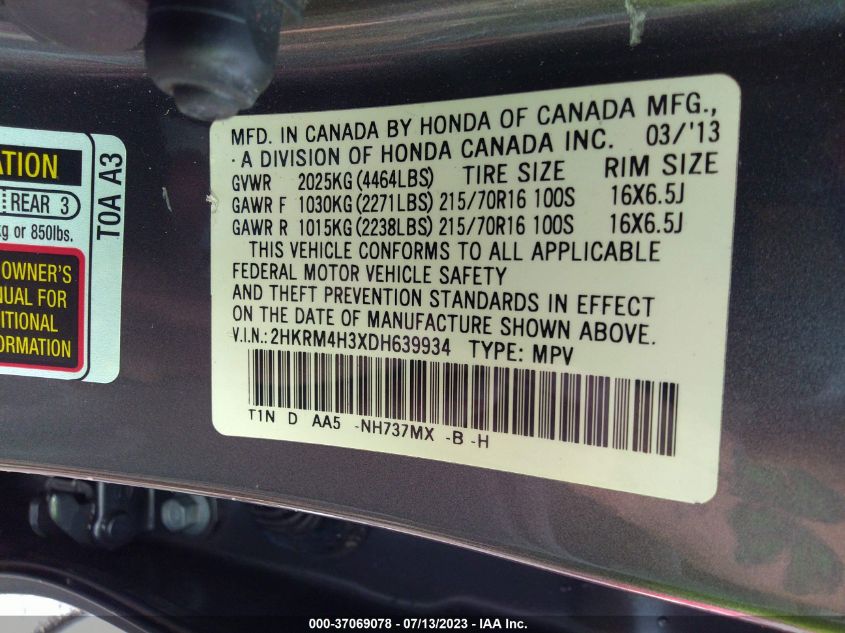 ATION
REAR 3
kg or 850lbs.
OWNER'S
NUAL FOR
ITIONAL
FORMATION
T0A A3
MFD. IN CANADA BY HONDA OF CANADA MFG.,
· A DIVISION OF HONDA CANADA INC. 03/'13
GVWR 2025KG(4464LBS) TIRE SIZE RIM SIZE
GAWR F 1030KG(2271LBS) 215/70R16 100S 16X6.5J
GAWR R 1015KG(2238LBS) 215/70R16 100S 16X6.5J
THIS VEHICLE CONFORMS TO ALL APPLICABLE
FEDERAL MOTOR VEHICLE SAFETY
AND THEFT PREVENTION STANDARDS IN EFFECT
ON THE DATE OF MANUFACTURE SHOWN ABOVE.
V.I.N.: 2HKRM4H3XDH639934 TYPE: MPV
T1N D AA5 -NH737MX -B -H
000-37069078 - 07/13/2023 - IAA Inc.